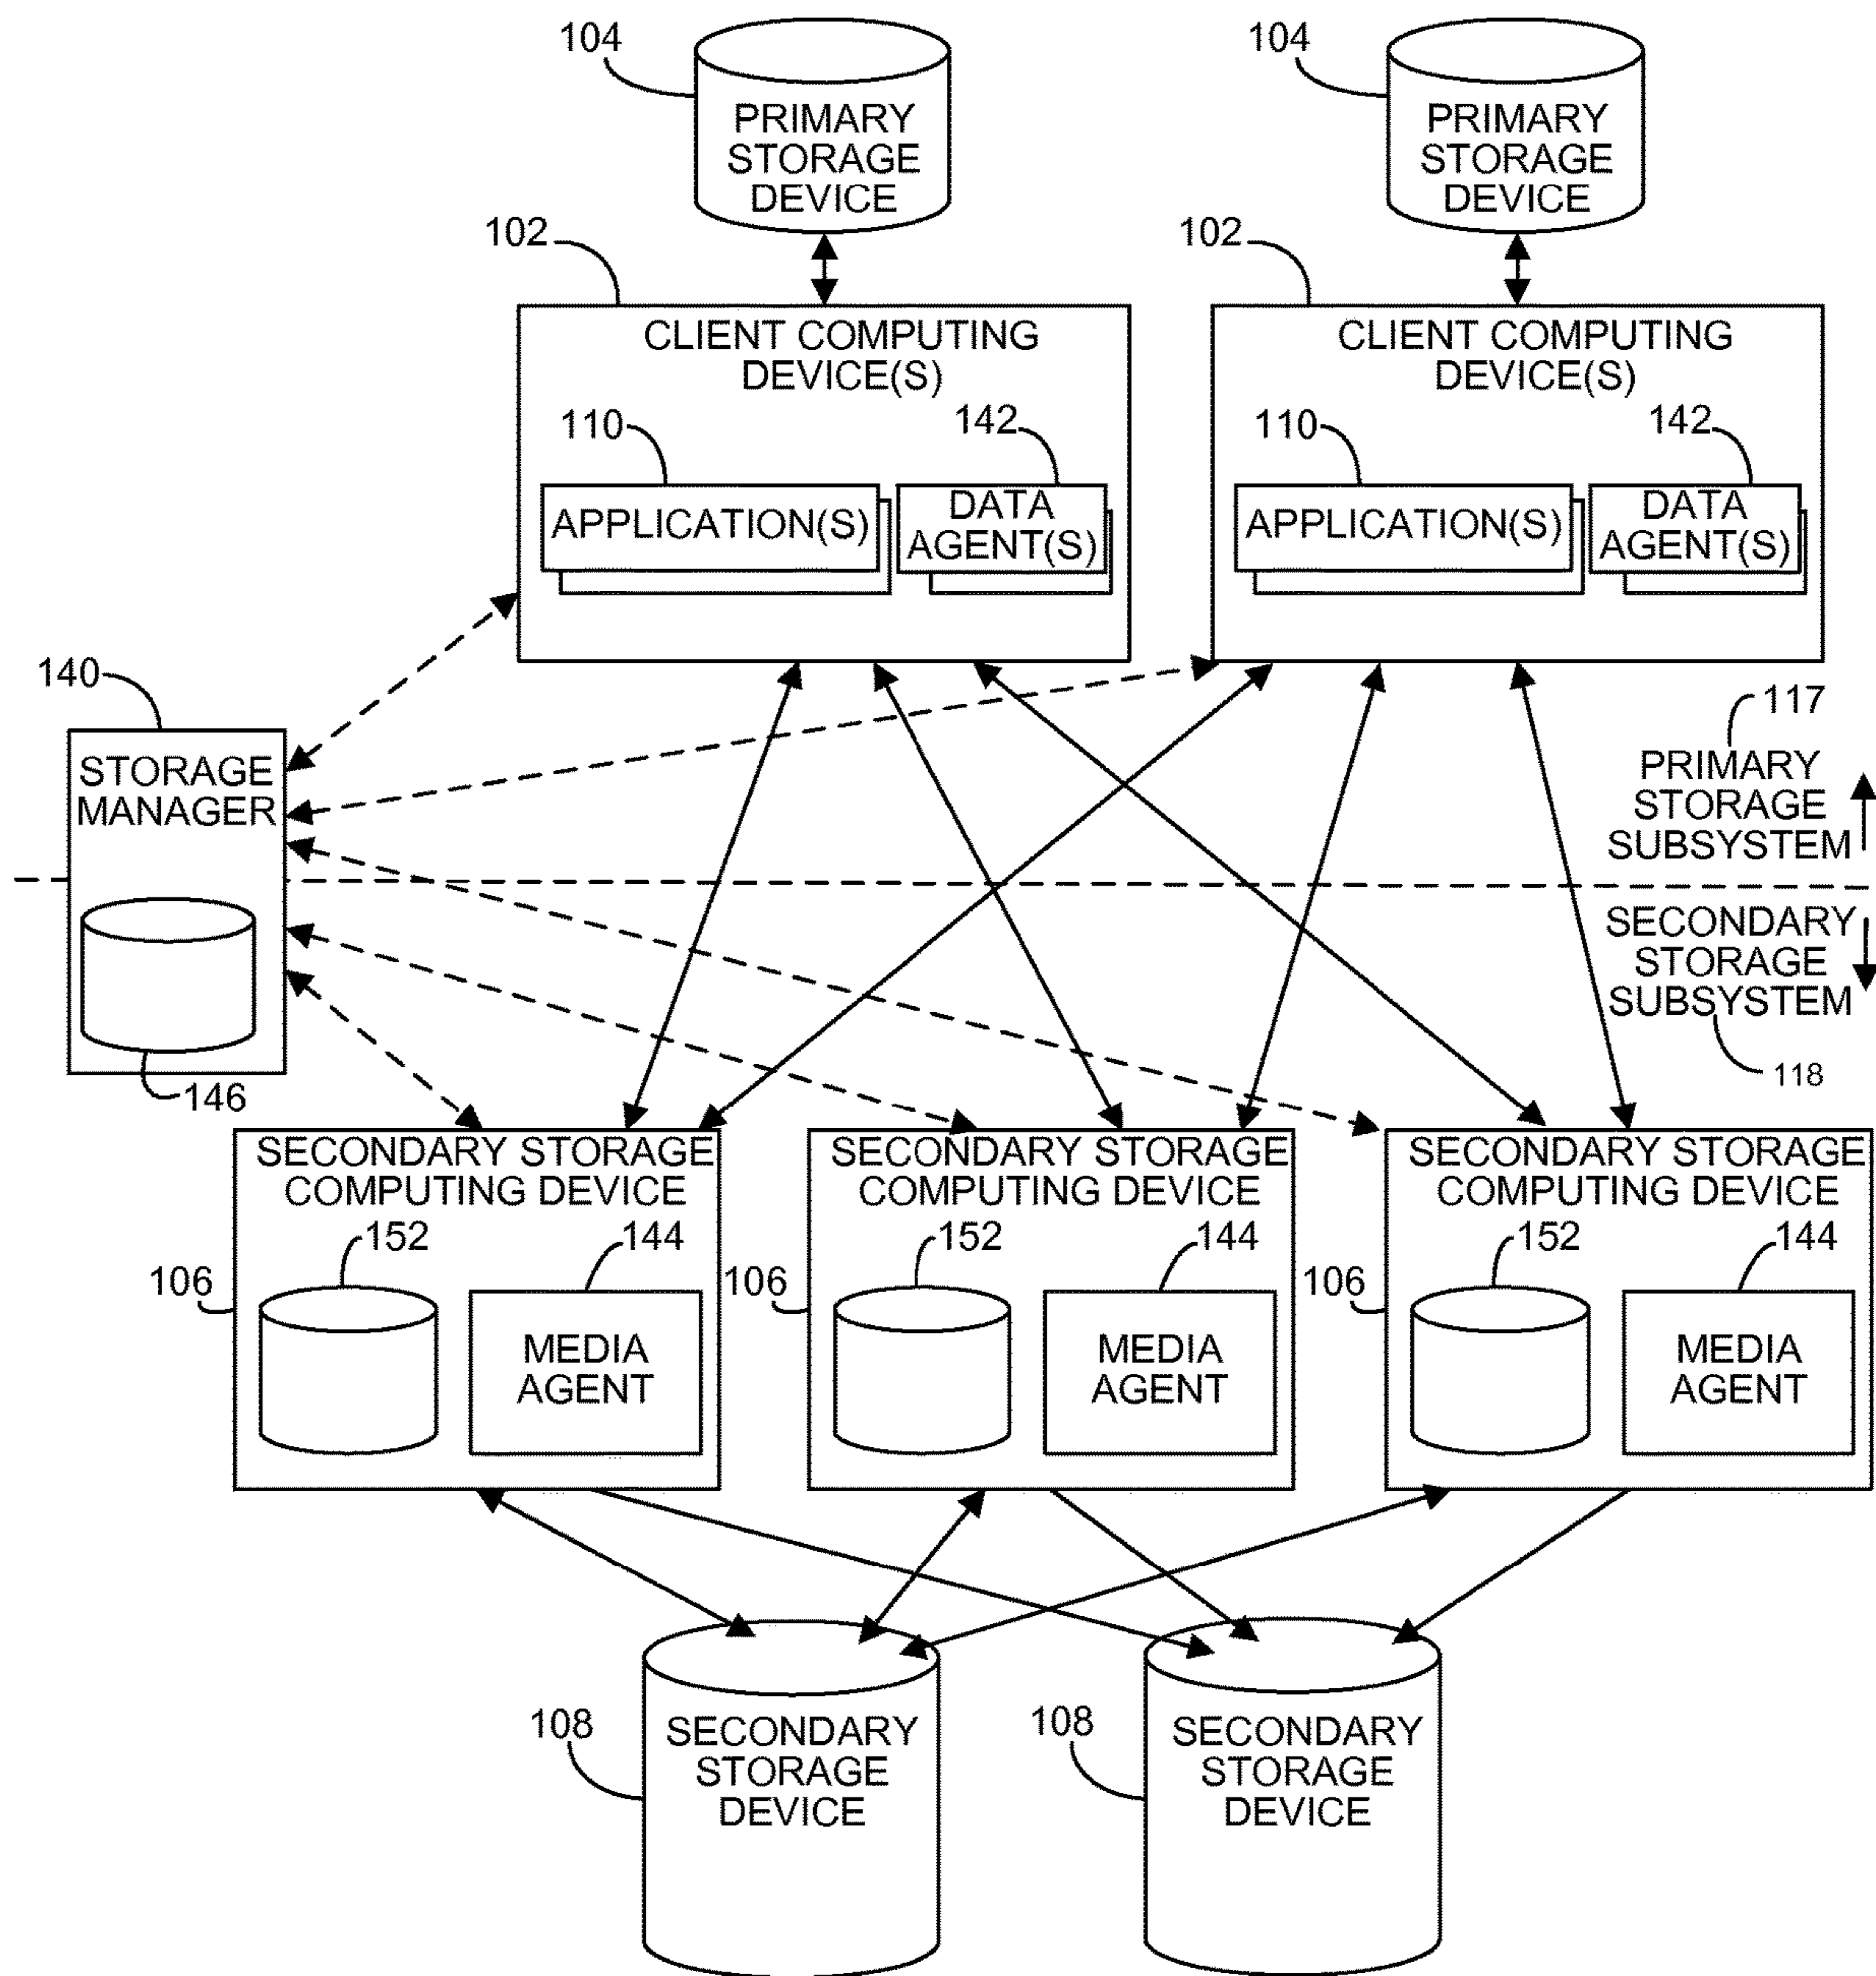 104
104
PRIMARY
STORAGE
DEVICE
PRIMARY
STORAGE
DEVICE
102
102
CLIENT COMPUTING
DEVICE(S)
CLIENT COMPUTING
DEVICE(S)
110
142
110
142
APPLICATION(S)
DATA
AGENT(S)
APPLICATION(S)
DATA
AGENT(S)
140
STORAGE
MANAGER
146
117
PRIMARY
STORAGE
SUBSYSTEM
SECONDARY
STORAGE
SUBSYSTEM
118
SECONDARY STORAGE
COMPUTING DEVICE
152
144
106
MEDIA
AGENT
SECONDARY STORAGE
COMPUTING DEVICE
152
144
106
MEDIA
AGENT
SECONDARY STORAGE
COMPUTING DEVICE
152
144
106
MEDIA
AGENT
108
SECONDARY
STORAGE
DEVICE
108
SECONDARY
STORAGE
DEVICE